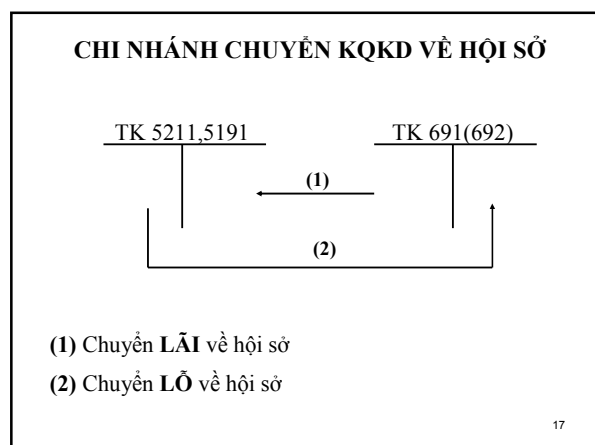 CHI NHÁNH CHUYỂN KQKD VỀ HỘI SỞ
TK 5211,5191
TK 691(692)
(1)
(2)
(1) Chuyển LÃI về hội sở
(2) Chuyển LỖ về hội sở
17